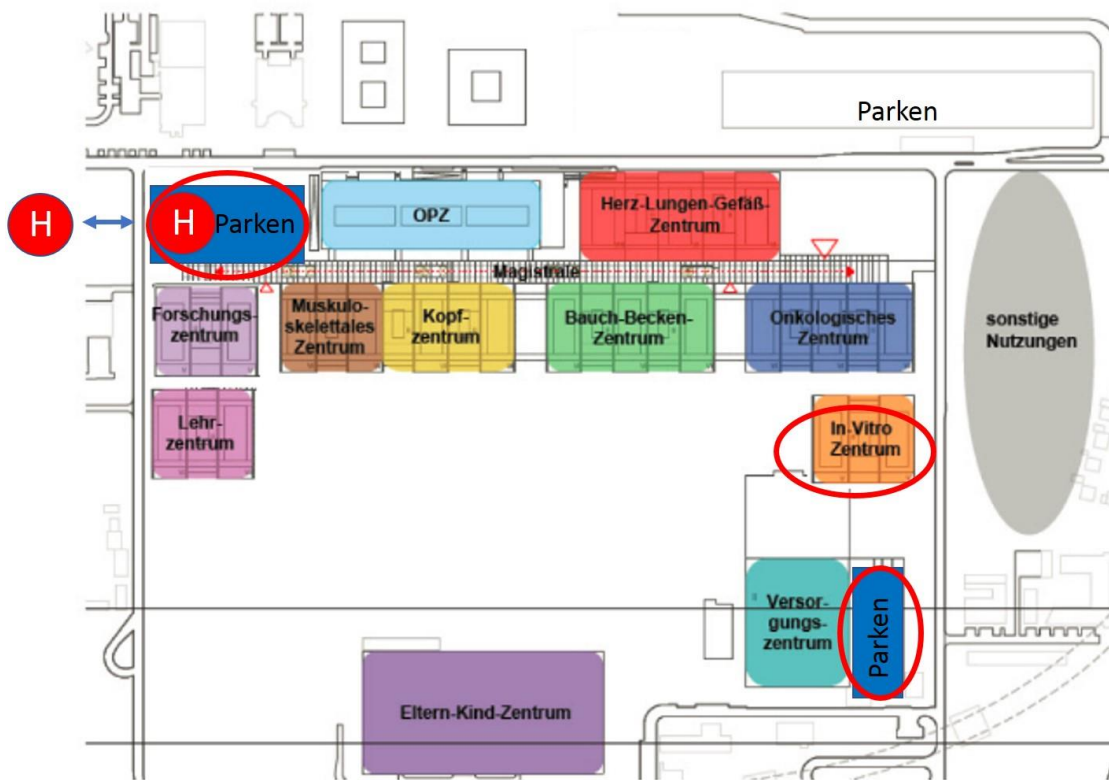 Parken
H
H Parken
OPZ
Herz-Lungen-Gefäß-
Zentrum
Magistrale
Forschungs-
zentrum
Muskulo-
skelettales
Zentrum
Kopf-
zentrum
Bauch-Becken-
Zentrum
Onkologisches
Zentrum
sonstige
Nutzungen
Lehr-
zentrum
In-Vitro
Zentrum
Versor-
gungs-
zentrum
Parken
Eltern-Kind-Zentrum